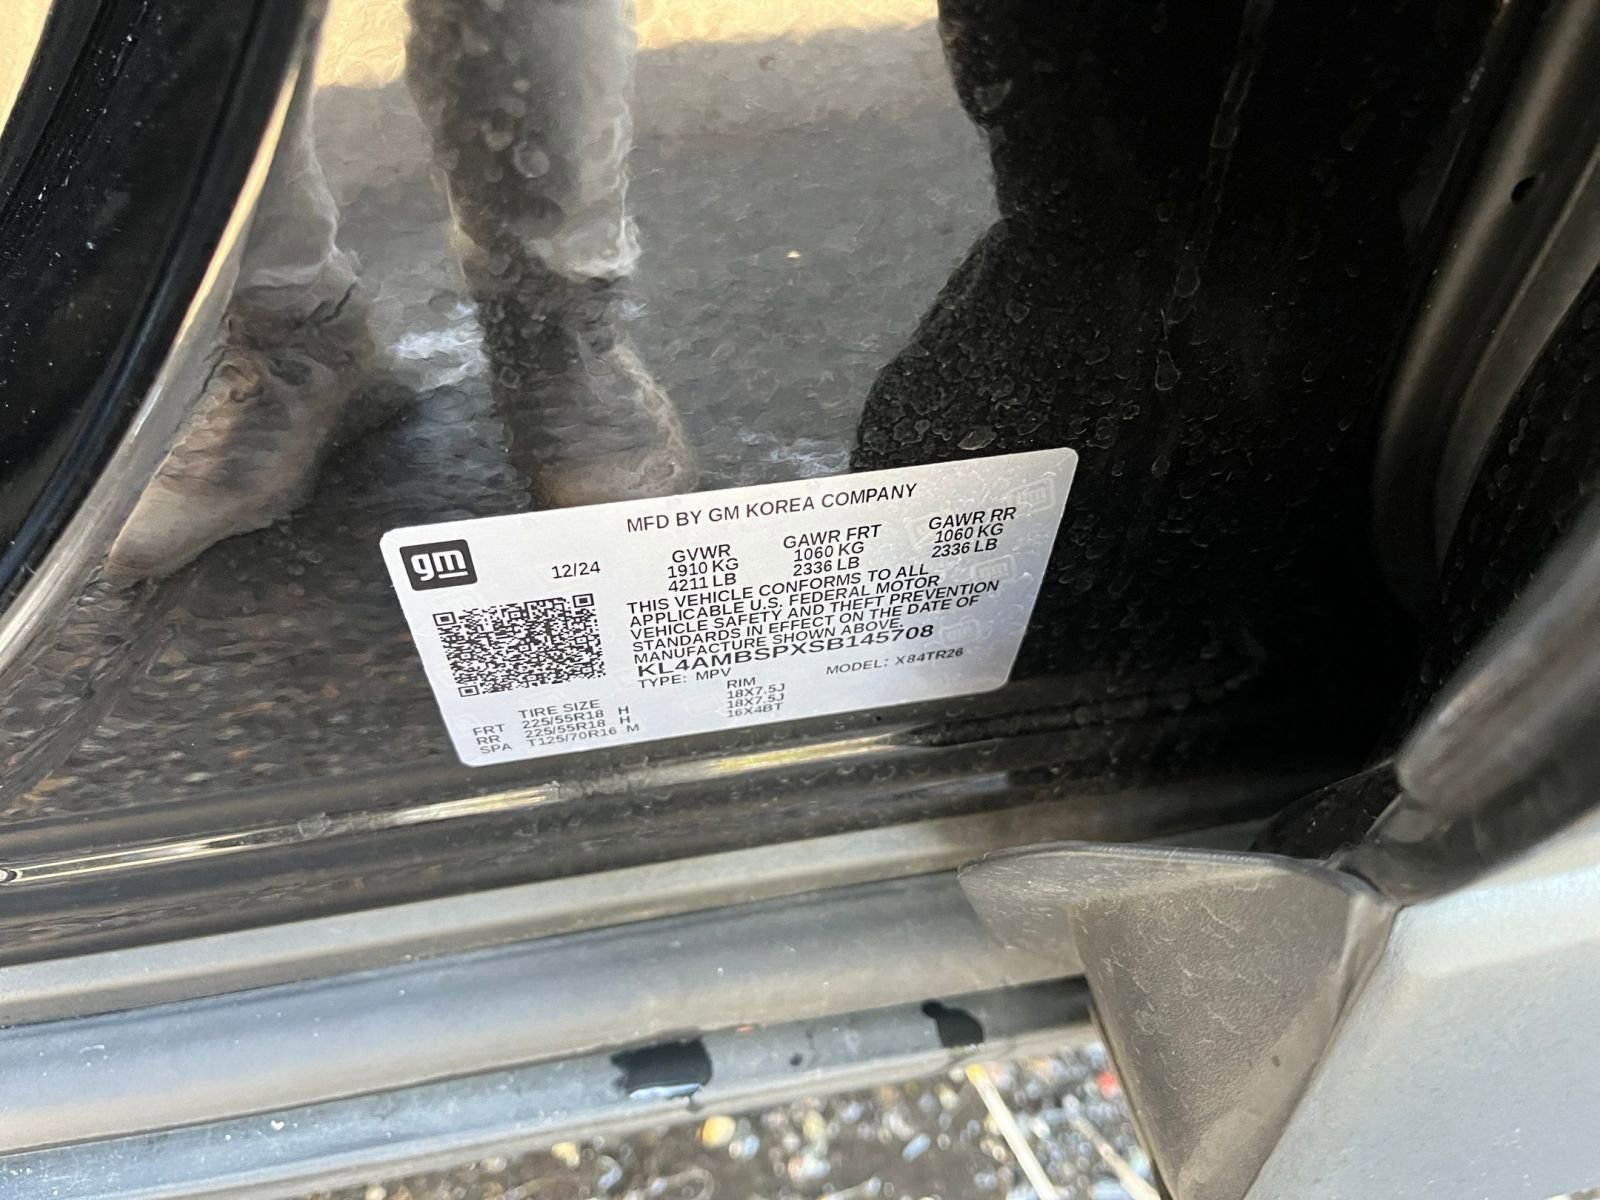 MFD BY GM KOREA COMPANY
gm
12/24
GVWR
1910 KG
4211 LB
GAWR FRT
1060 KG
2336 LB
GAWR RR
1060 KG
2336 LB
THIS VEHICLE CONFORMS TO ALL
APPLICABLE U.S. FEDERAL MOTOR
VEHICLE SAFETY, AND THEFT PREVENTION
STANDARDS IN EFFECT ON THE DATE OF
MANUFACTURE SHOWN ABOVE.
KL4AMBSPXSB145708
TYPE: MPV MODEL: X84TR26
TIRE SIZE RIM
FRT 225/55R18 H 18X7.5J
RR 225/55R18 H 18X7.5J
SPA T125/70R16 M 16X4BT